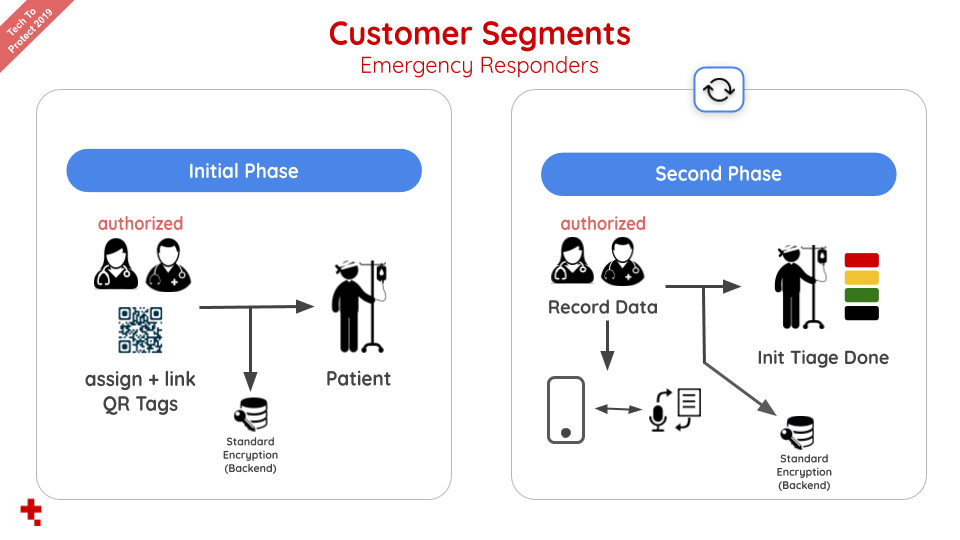 Tech To
Protect 2019
Customer Segments
Emergency Responders
Initial Phase
authorized
assign + link
QR Tags
Patient
Standard
Encryption
(Backend)
Second Phase
authorized
Record Data
Init Tiage Done
Standard
Encryption
(Backend)